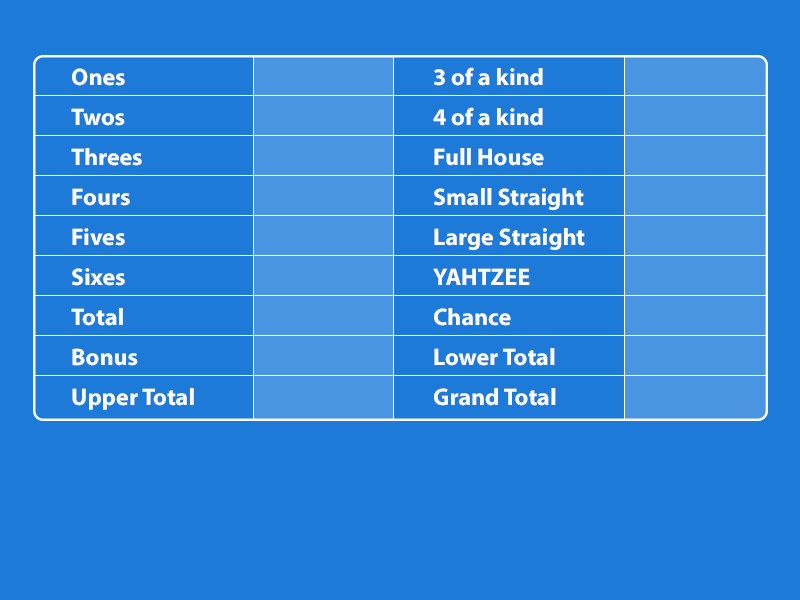 Ones
Twos
Threes
Fours
Fives
Sixes
Total
Bonus
Upper Total
3 of a kind
4 of a kind
Full House
Small Straight
Large Straight
YAHTZEE
Chance
Lower Total
Grand Total